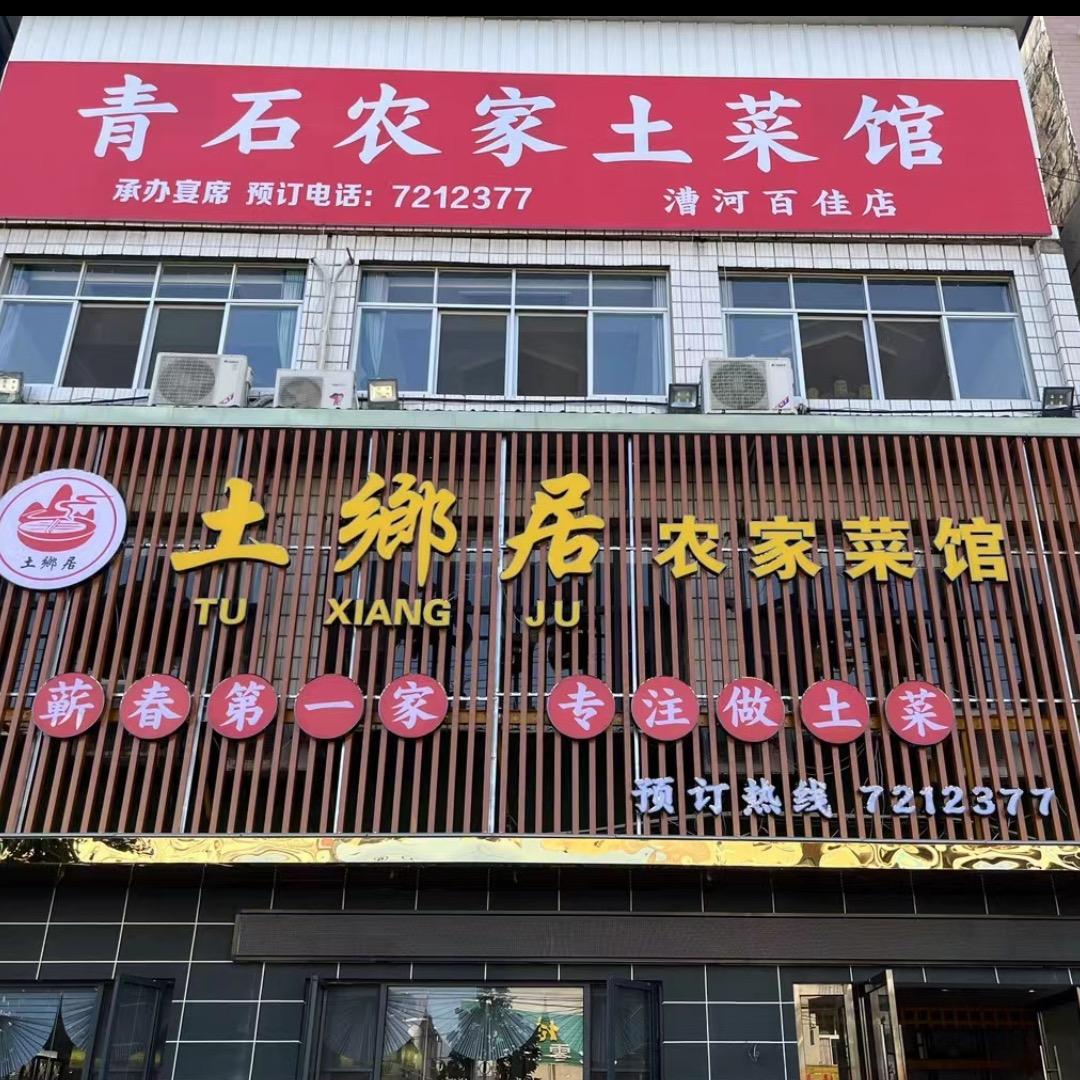 青石农家土菜馆
承办宴席 预订电话：7212377
漕河百佳店
土鄉居 农家菜馆
TU XIANG JU
土鄉居
蕲春第一家 专注做土菜
预订热线 7212377